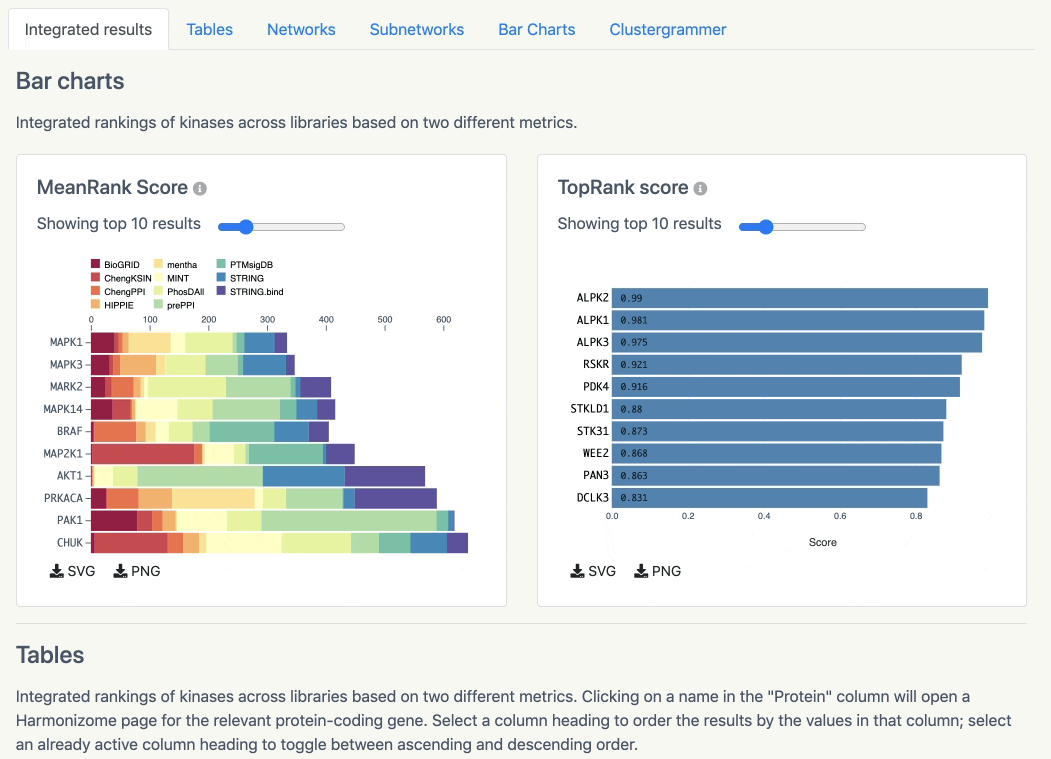 Integrated results Tables Networks Subnetworks Bar Charts Clustergrammer
Bar charts
Integrated rankings of kinases across libraries based on two different metrics.
MeanRank Score
Showing top 10 results
BioGRID mentha PTMsigDB
ChengKSIN MINT STRING
ChengPPI PhosDAll STRING.bind
HIPPIE prePPI
0 100 200 300 400 500 600
MAPK1
MAPK3
MARK2
MAPK14
BRAF
MAP2K1
AKT1
PRKACA
PAK1
CHUK
SVG PNG
TopRank score
Showing top 10 results
ALPK2 0.99
ALPK1 0.981
ALPK3 0.975
RSKR 0.921
PDK4 0.916
STKLD1 0.88
STK31 0.873
WEE2 0.868
PAN3 0.863
DCLK3 0.831
0.0 0.2 0.4 0.6 0.8
Score
SVG PNG
Tables
Integrated rankings of kinases across libraries based on two different metrics. Clicking on a name in the "Protein" column will open a
Harmonizome page for the relevant protein-coding gene. Select a column heading to order the results by the values in that column; select
an already active column heading to toggle between ascending and descending order.